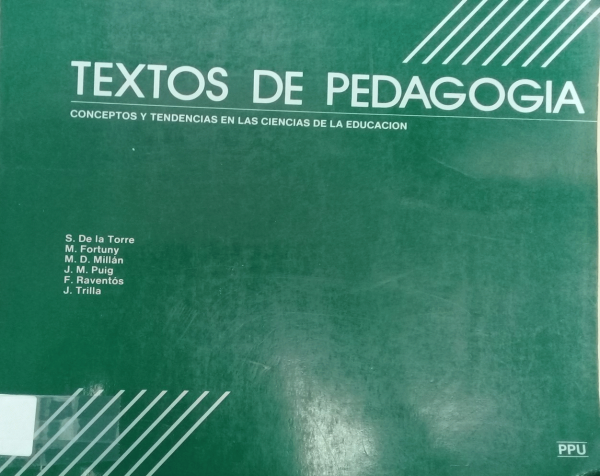 TEXTOS DE PEDAGOGIA
CONCEPTOS Y TENDENCIAS EN LAS CIENCIAS DE LA EDUCACION
S. De la Torre
M. Fortuny
M. D. Millán
J. M. Puig
F. Raventós
J. Trilla
PPU